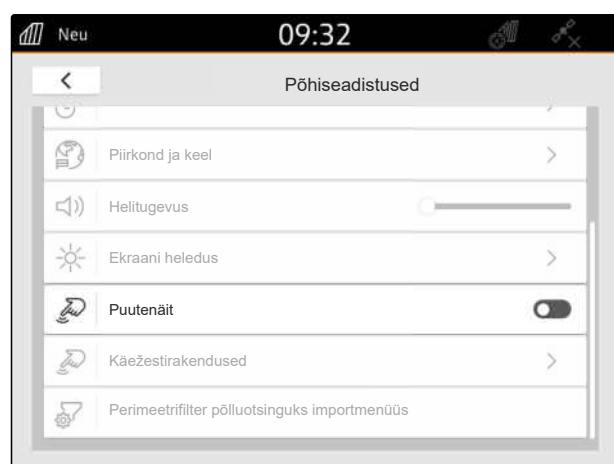 Neu
09:32
Põhiseadistused
Piirkond ja keel
Helitugevus
Ekraani heledus
Puutenäit
Käežestirakendused
Perimeetrifilter põlluotsinguks importmenüüs